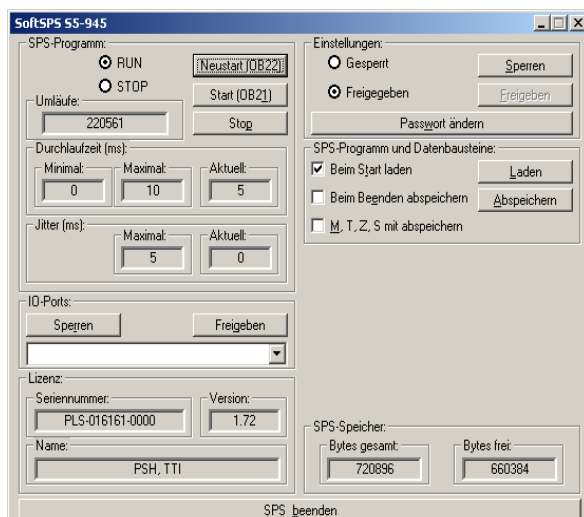 SoftSPS S5-945
SPS-Programm:
RUN
STOP
Neustart (OB22)
Start (OB21)
Stop
Umläufe:
220561
Durchlaufzeit (ms):
Minimal:
Maximal:
Aktuell:
0
10
5
Jitter (ms):
Maximal:
Aktuell:
5
0
IO-Ports:
Sperren
Freigeben
Lizenz:
Seriennummer:
Version:
PLS-016161-0000
1.72
Name:
PSH, TTI
Einstellungen:
Gesperrt
Freigegeben
Sperren
Freigeben
Passwort ändern
SPS-Programm und Datenbausteine:
Beim Start laden
Laden
Beim Beenden abspeichern
Abspeichern
M, T, Z, S mit abspeichern
SPS-Speicher:
Bytes gesamt:
Bytes frei:
720896
660384
SPS beenden